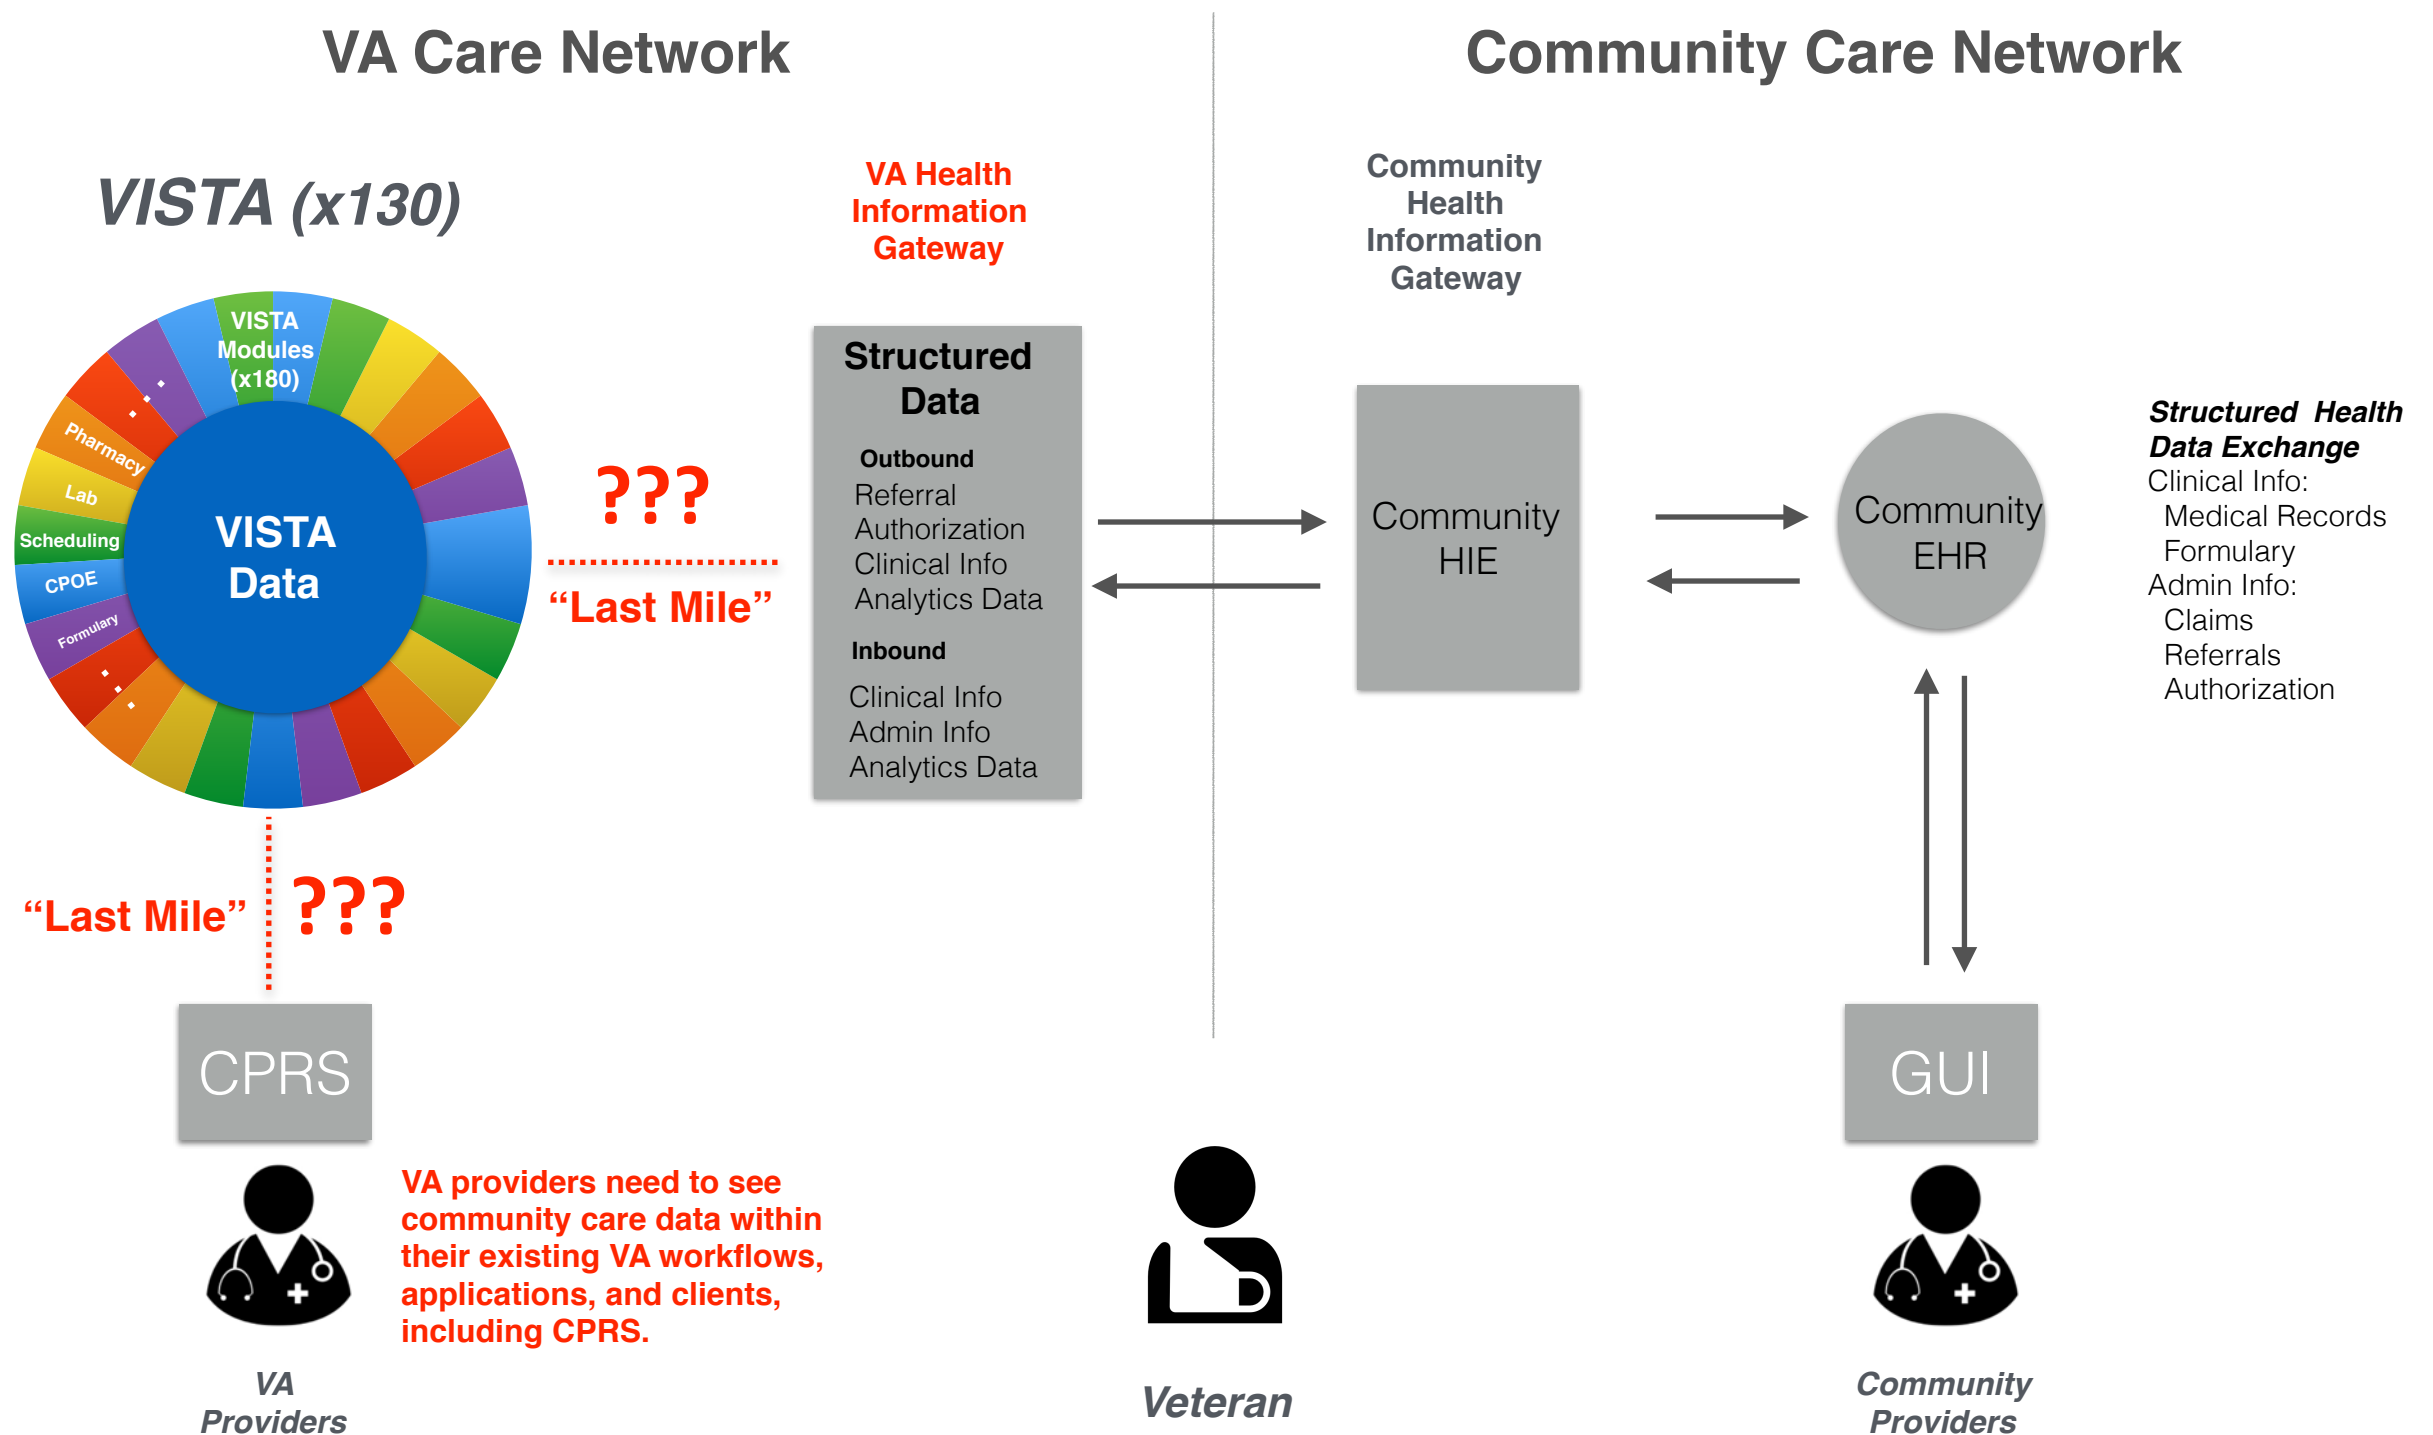 VA Care Network
Community Care Network
VISTA (x130)
VA Health
Information
Gateway
Community
Health
Information
Gateway
VISTA
Modules
(x180)
Pharmacy
Lab
Scheduling
CPOE
Formulary
VISTA
Data
???
“Last Mile”
Structured
Data
Outbound
Referral
Authorization
Clinical Info
Analytics Data
Inbound
Clinical Info
Admin Info
Analytics Data
Community
HIE
Community
EHR
Structured Health
Data Exchange
Clinical Info:
Medical Records
Formulary
Admin Info:
Claims
Referrals
Authorization
“Last Mile”
???
CPRS
GUI
VA providers need to see
community care data within
their existing VA workflows,
applications, and clients,
including CPRS.
VA
Providers
Veteran
Community
Providers